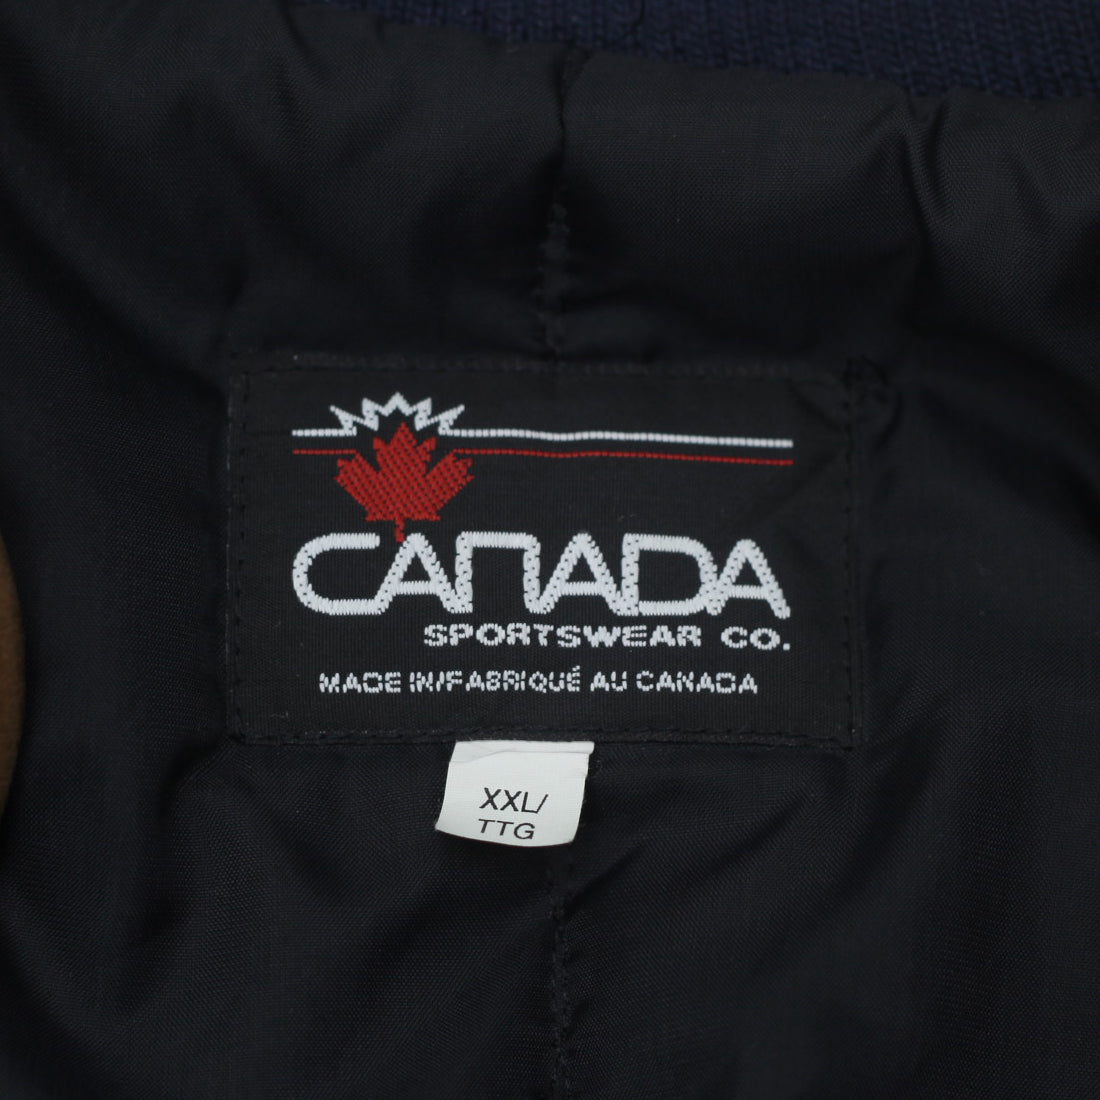 CANADA
SPORTSWEAR CO.
MADE IN/FABRIQUÉ AU CANADA
XXL/
TTG